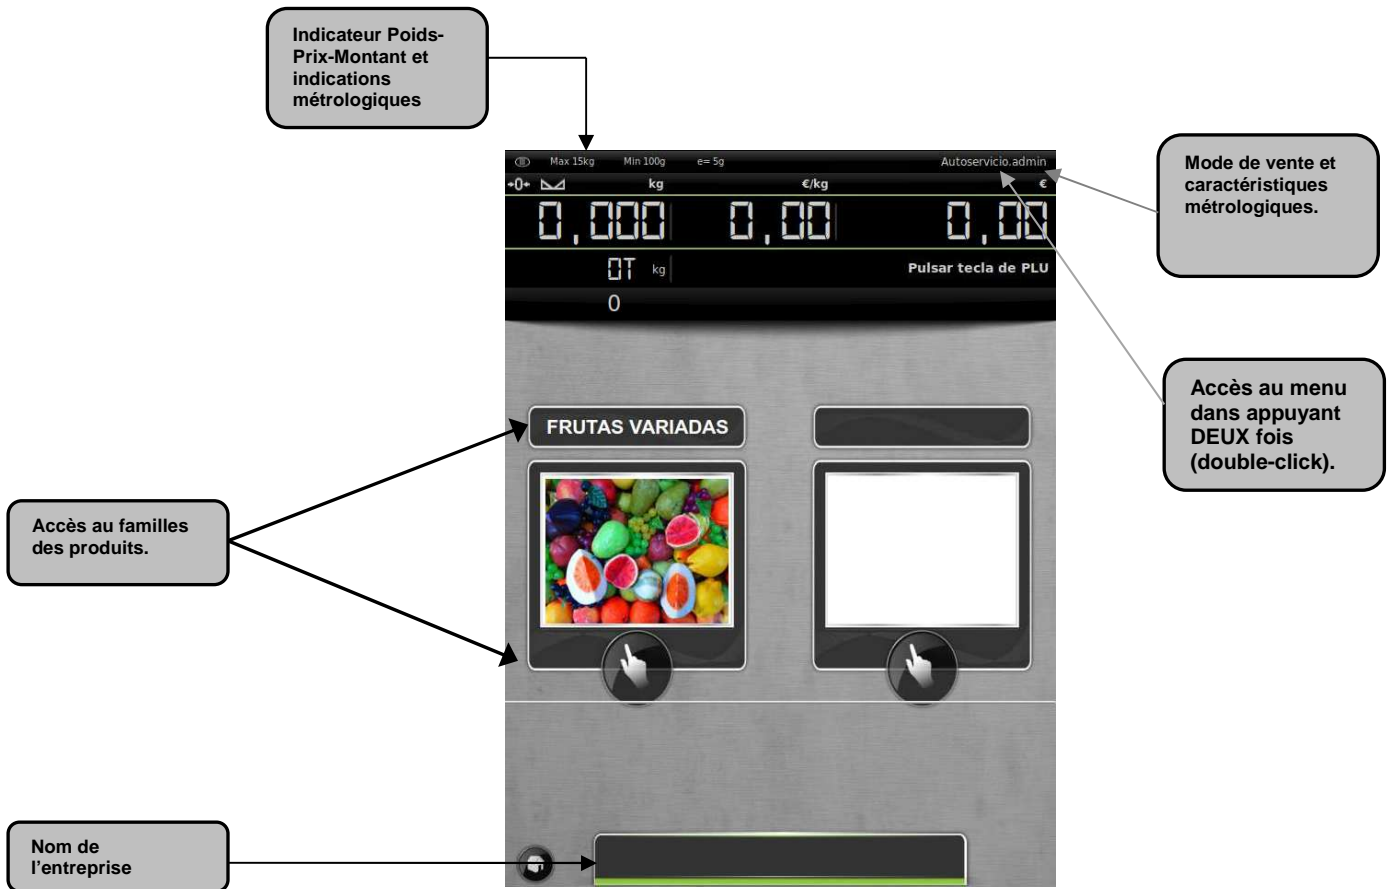 Indicateur Poids-
Prix-Montant et
indications
métrologiques
Max 15kg Min 100g e= 5g Autoservicio.admin
→0← kg €/kg €
0,000 0,00 0,00
0T kg Pulsar tecla de PLU
0
Mode de vente et
caractéristiques
métrologiques.
Accès au menu
dans appuyant
DEUX fois
(double-click).
FRUTAS VARIADAS
Accès au familles
des produits.
Nom de
l’entreprise